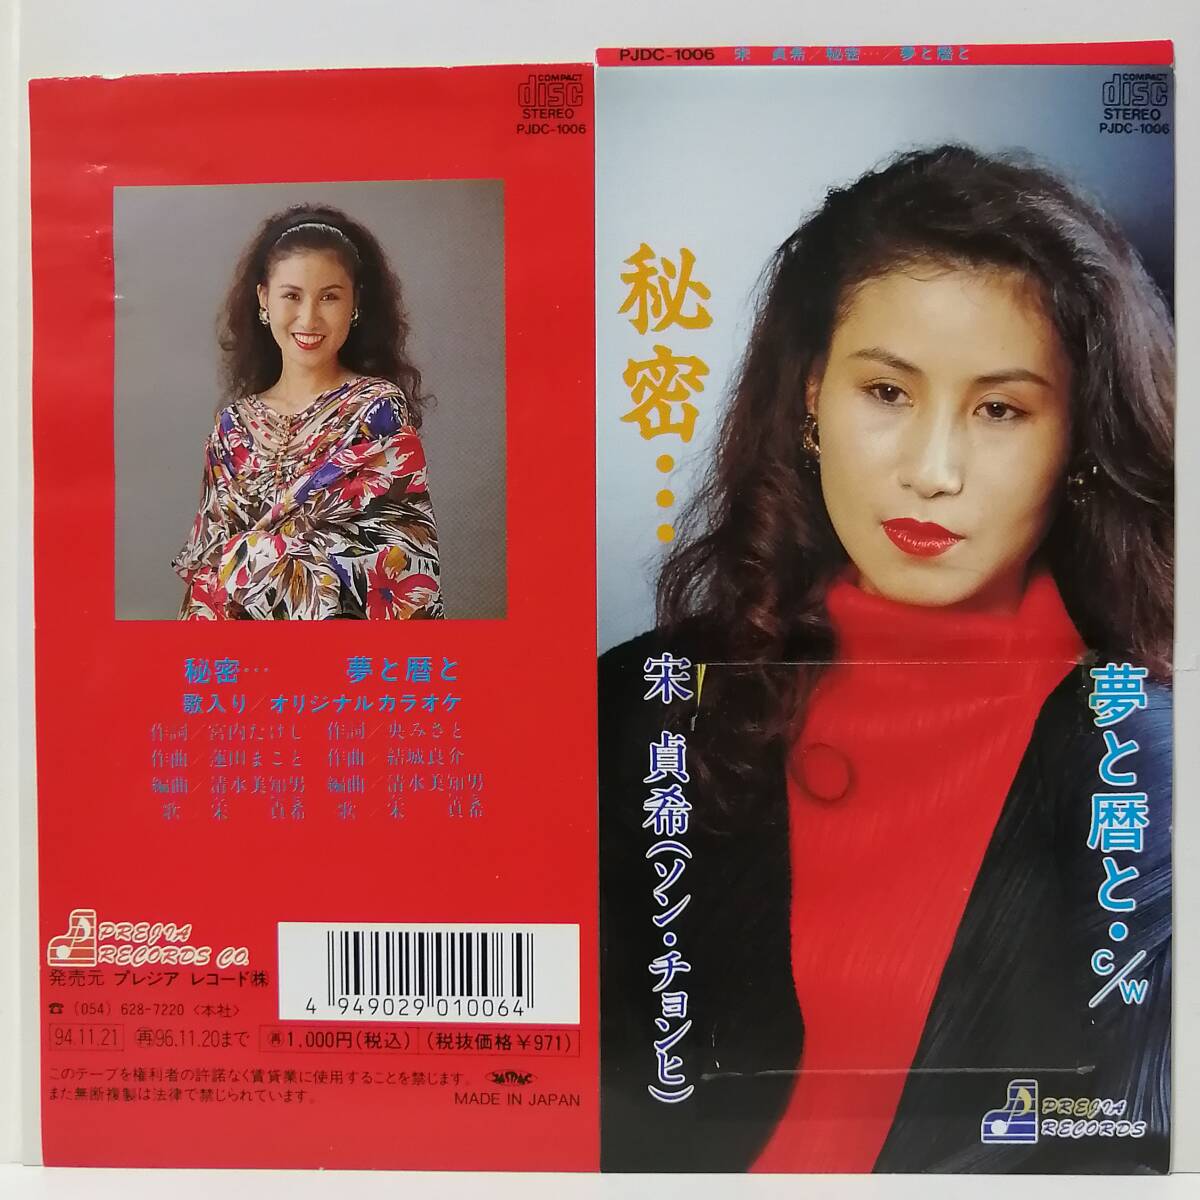 COMPACT
disc
STEREO
PJDC-1006
秘密… 夢と暦と
歌入り/オリジナルカラオケ
作詞/宮内たけし 作詞/央みさと
作曲/蓮田まこと 作曲/結城良介
編曲/清水美知男 編曲/清水美知男
歌/宋 貞希 歌/宋 貞希
PREJIA
RECORDS CO.
発売元 プレジア レコード㈱
☎(054) 628-7220〈本社〉
4 949029 010064
94.11.21 再96.11.20まで 再1,000円(税込) (税抜価格¥971)
このテープを権利者の許諾なく賃貸業に使用することを禁じます。
また無断複製は法律で禁じられています。
MADE IN JAPAN
PJDC-1006 宋 貞希/秘密…/夢と暦と
COMPACT
disc
STEREO
PJDC-1006
秘密…
宋 貞希(ソン・チョンヒ)
夢と暦と・c/w
PREJIA
RECORDS